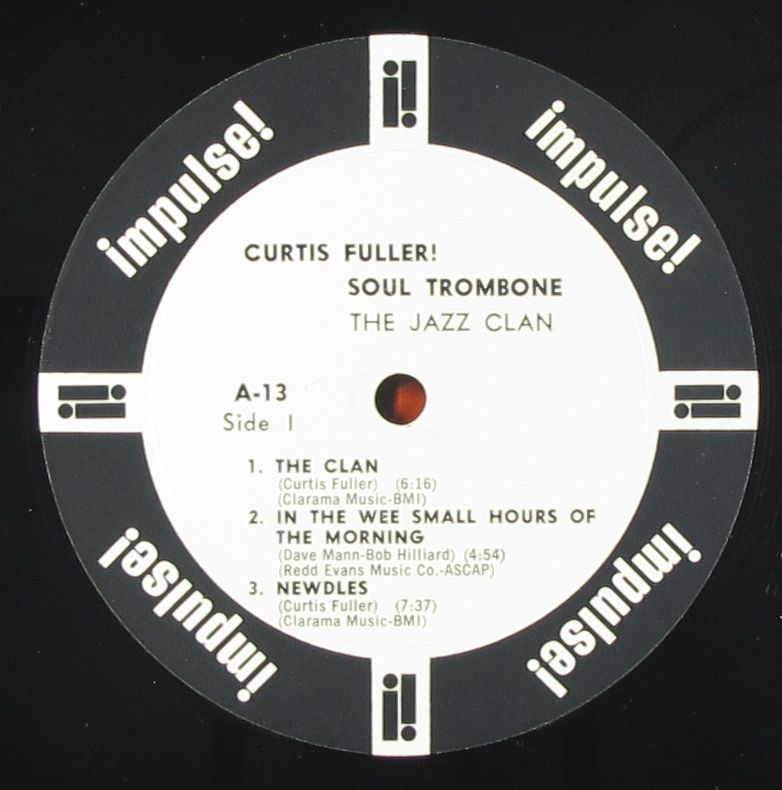 impulse!
impulse!
CURTIS FULLER!
SOUL TROMBONE
THE JAZZ CLAN
A-13
Side 1
1. THE CLAN
(Curtis Fuller) (6:16)
(Clarama Music-BMI)
2. IN THE WEE SMALL HOURS OF
THE MORNING
(Dave Mann-Bob Hilliard) (4:54)
(Redd Evans Music Co.-ASCAP)
3. NEWDLES
(Curtis Fuller) (7:37)
(Clarama Music-BMI)
impulse!
impulse!